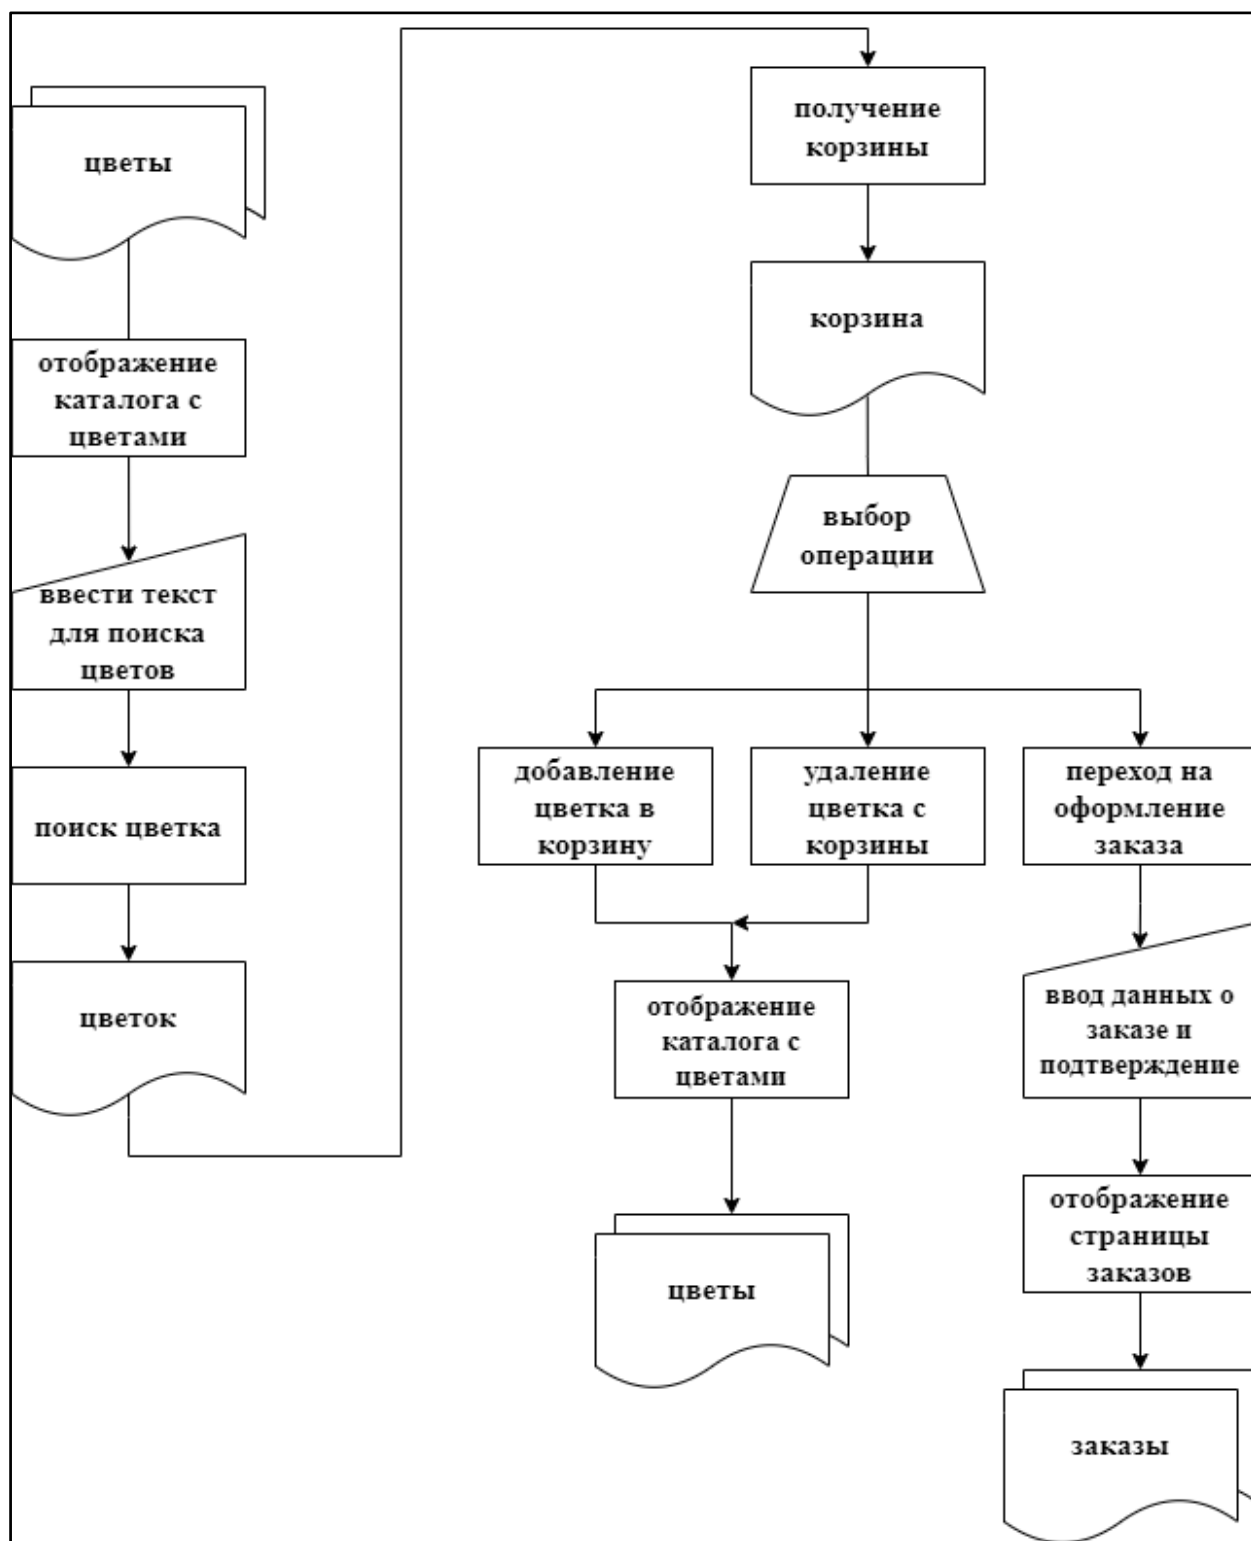 цветы
отображение
каталога с
цветами
ввести текст
для поиска
цветов
поиск цветка
цветок
получение
корзины
корзина
выбор
операции
добавление
цветка в
корзину
удаление
цветка с
корзины
переход на
оформление
заказа
отображение
каталога с
цветами
цветы
ввод данных о
заказе и
подтверждение
отображение
страницы
заказов
заказы